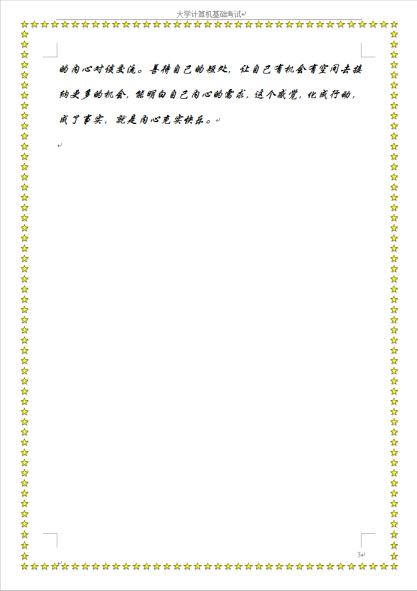 大学计算机基础考试
的内心对谈交流。善待自己的短处，让自己有机会有空间去接
纳更多的机会，能明白自己内心的需求，这个感觉，化成行动，
成了事实，就是内心充实快乐。
3